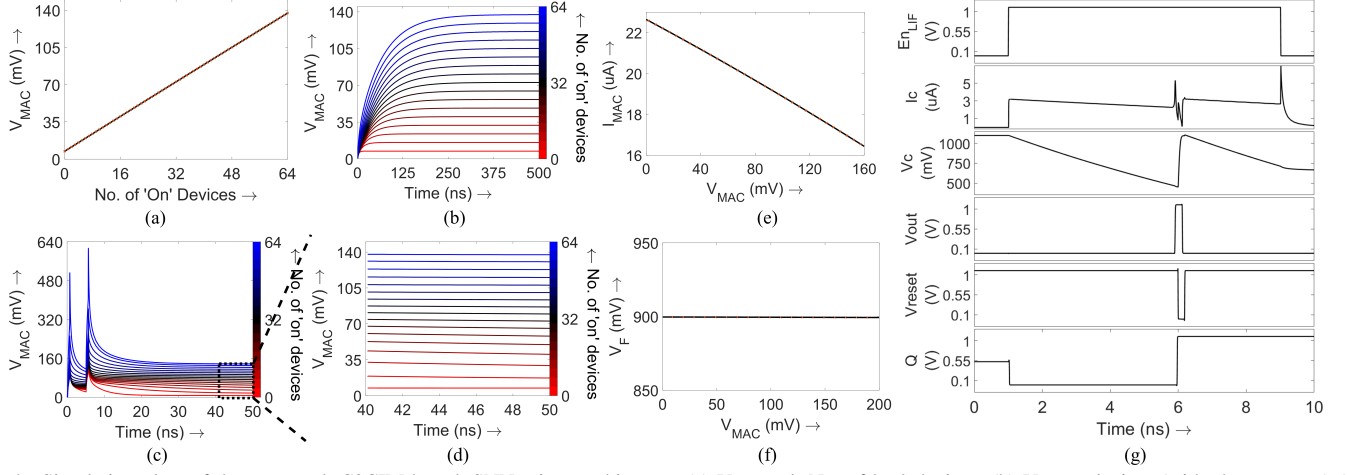 V_MAC (mV) →
140
105
70
35
0
0 16 32 48 64
No. of 'On' Devices →
(a)
V_MAC (mV) →
140
105
70
35
0
0 125 250 375 500
Time (ns) →
64
32
0
← No. of 'on' devices
(b)
I_MAC (uA) →
22
20
18
16
0 40 80 120 160
V_MAC (mV) →
(e)
V_MAC (mV) →
640
480
320
160
0
0 10 20 30 40 50
Time (ns) →
64
32
0
← No. of 'on' devices
(c)
V_MAC (mV) →
140
105
70
35
0
40 42 44 46 48 50
Time (ns) →
64
32
0
← No. of 'on' devices
(d)
V_F (mV) →
950
900
850
0 50 100 150 200
V_MAC (mV) →
(f)
En_LIF (V)
1
0.55
0.1
Ic (uA)
5
3
1
Vc (mV)
1000
750
500
Vout (V)
1
0.1
Vreset (V)
1
0.55
0.1
Q (V)
1
0.55
0.1
0 2 4 6 8 10
Time (ns) →
(g)